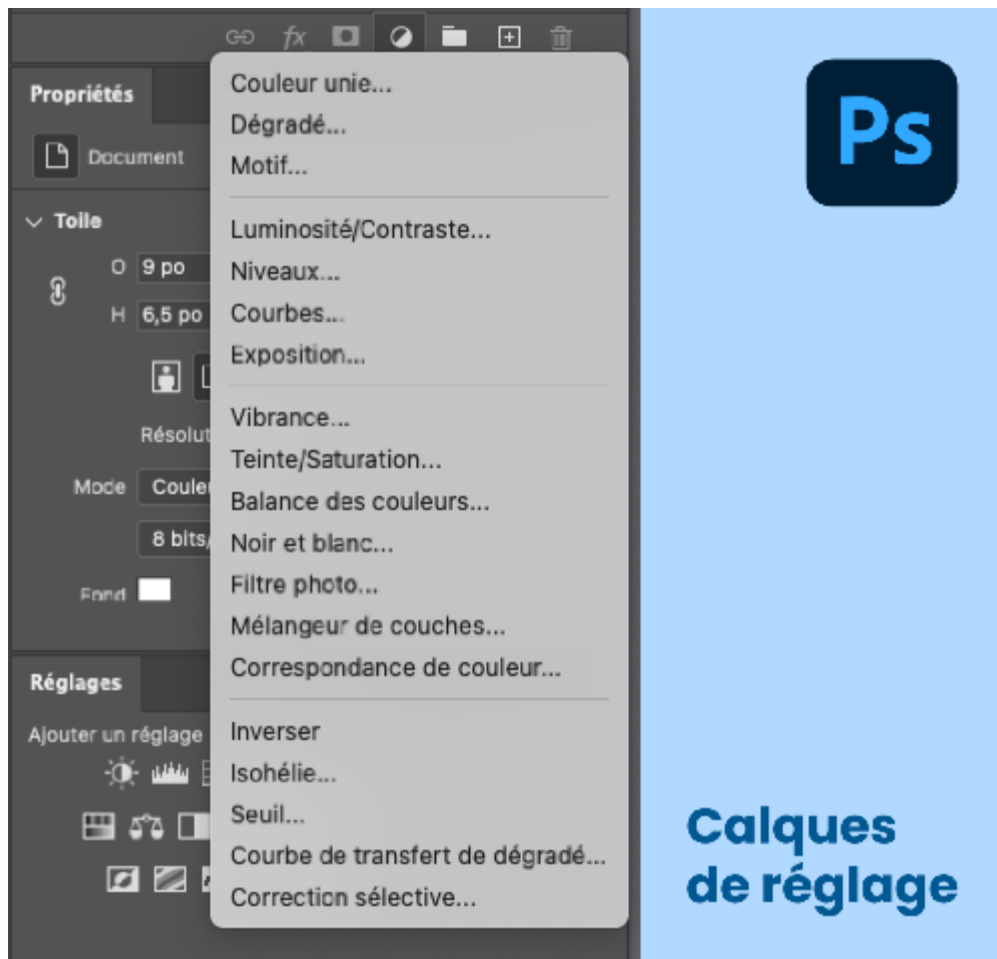 fx
Propriétés
Document
Toile
O 9 po
H 6,5 po
Mode
8 bits/
Fond
Réglages
Ajouter un réglage
Couleur unie...
Dégradé...
Motif...
Luminosité/Contraste...
Niveaux...
Courbes...
Exposition...
Vibrance...
Teinte/Saturation...
Balance des couleurs...
Noir et blanc...
Filtre photo...
Mélangeur de couches...
Correspondance de couleur...
Inverser
Isohélie...
Seuil...
Courbe de transfert de dégradé...
Correction sélective...
Ps
Calques
de réglage